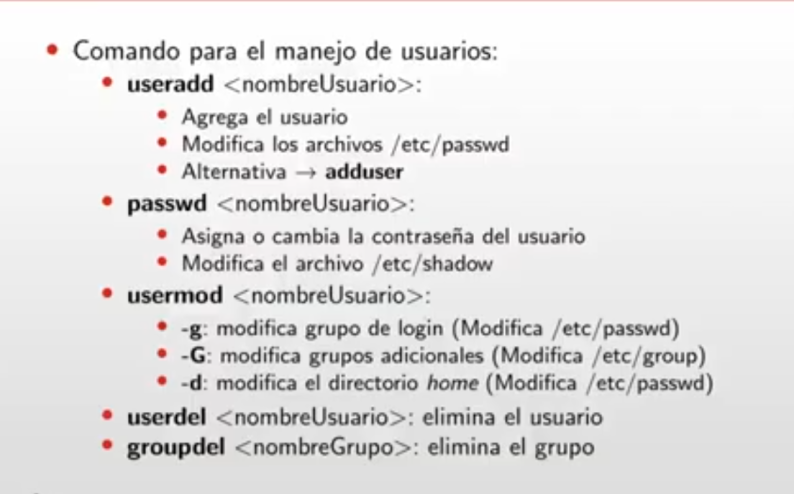 • Comando para el manejo de usuarios:
• useradd <nombreUsuario>:
• Agrega el usuario
• Modifica los archivos /etc/passwd
• Alternativa → adduser
• passwd <nombreUsuario>:
• Asigna o cambia la contraseña del usuario
• Modifica el archivo /etc/shadow
• usermod <nombreUsuario>:
• -g: modifica grupo de login (Modifica /etc/passwd)
• -G: modifica grupos adicionales (Modifica /etc/group)
• -d: modifica el directorio home (Modifica /etc/passwd)
• userdel <nombreUsuario>: elimina el usuario
• groupdel <nombreGrupo>: elimina el grupo